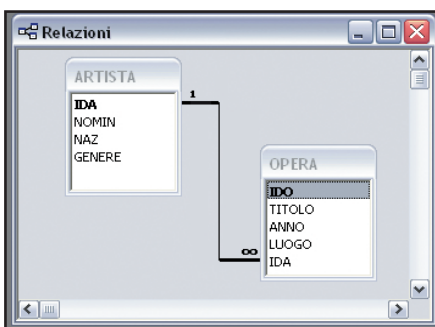 Relazioni
ARTISTA
IDA
NOMIN
NAZ
GENERE
1
∞
OPERA
IDO
TITOLO
ANNO
LUOGO
IDA